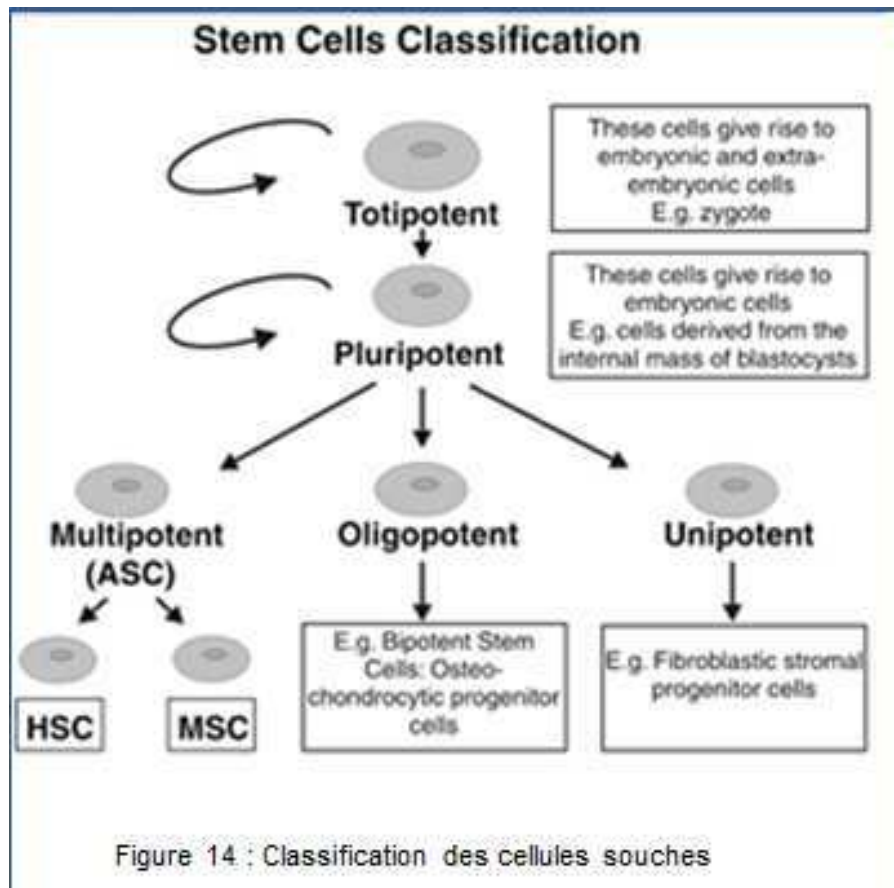 Stem Cells Classification
These cells give rise to
embryonic and extra-
embryonic cells
E.g. zygote
Totipotent
These cells give rise to
embryonic cells
E.g. cells derived from the
internal mass of blastocysts
Pluripotent
Multipotent
(ASC)
Oligopotent
Unipotent
HSC
MSC
E.g. Bipotent Stem
Cells: Osteo-
chondrocytic progenitor
cells
E.g. Fibroblastic stromal
progenitor cells
Figure 14 : Classification des cellules souches